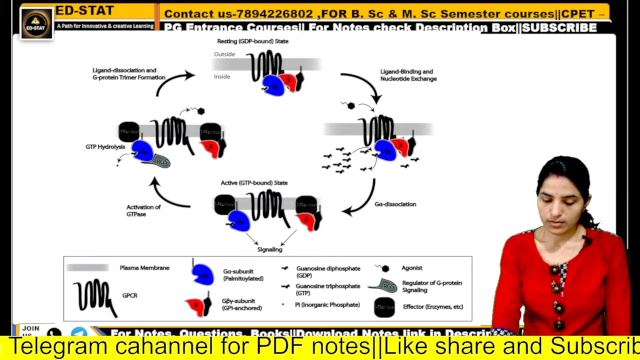 ED-STAT
A Path for Innovative & creative Learning
Contact us-7894226802 ,FOR B. Sc & M. Sc Semester courses||CPET –
PG Entrance Courses|| For Notes check Description Box||SUBSCRIBE
Resting (GDP-bound) State
Outside
Inside
Ligand-dissociation and
G-protein Trimer Formation
Ligand-Binding and
Nucleotide Exchange
GTP Hydrolysis
Active (GTP-bound) State
Activation of
GTPase
Gα-dissociation
Signaling
Plasma Membrane
GPCR
Gα-subunit
(Palmitoylated)
Gβγ-subunit
(GPI-anchored)
Guanosine diphosphate
(GDP)
Guanosine triphosphate
(GTP)
Pi (Inorganic Phosphate)
Agonist
Regulator of G-protein
Signaling
Effector (Enzymes, etc)
JOIN
US
For Notes, Questions, Books||Download Notes link in Descrip
Telegram cahannel for PDF notes||Like share and Subscrib